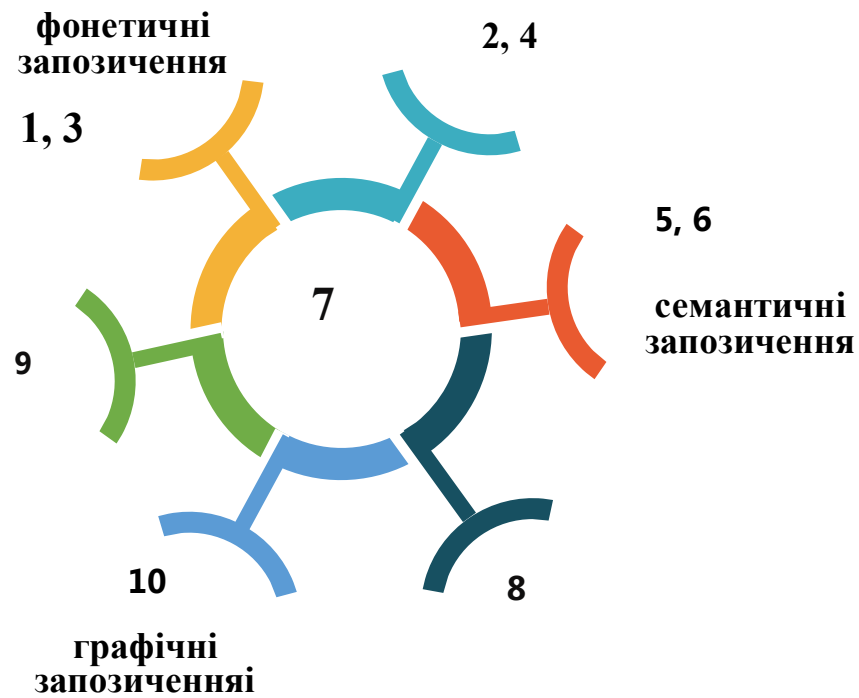 фонетичні
запозичення
1, 3
2, 4
5, 6
семантичні
запозичення
7
9
10
8
графічні
запозиченняі